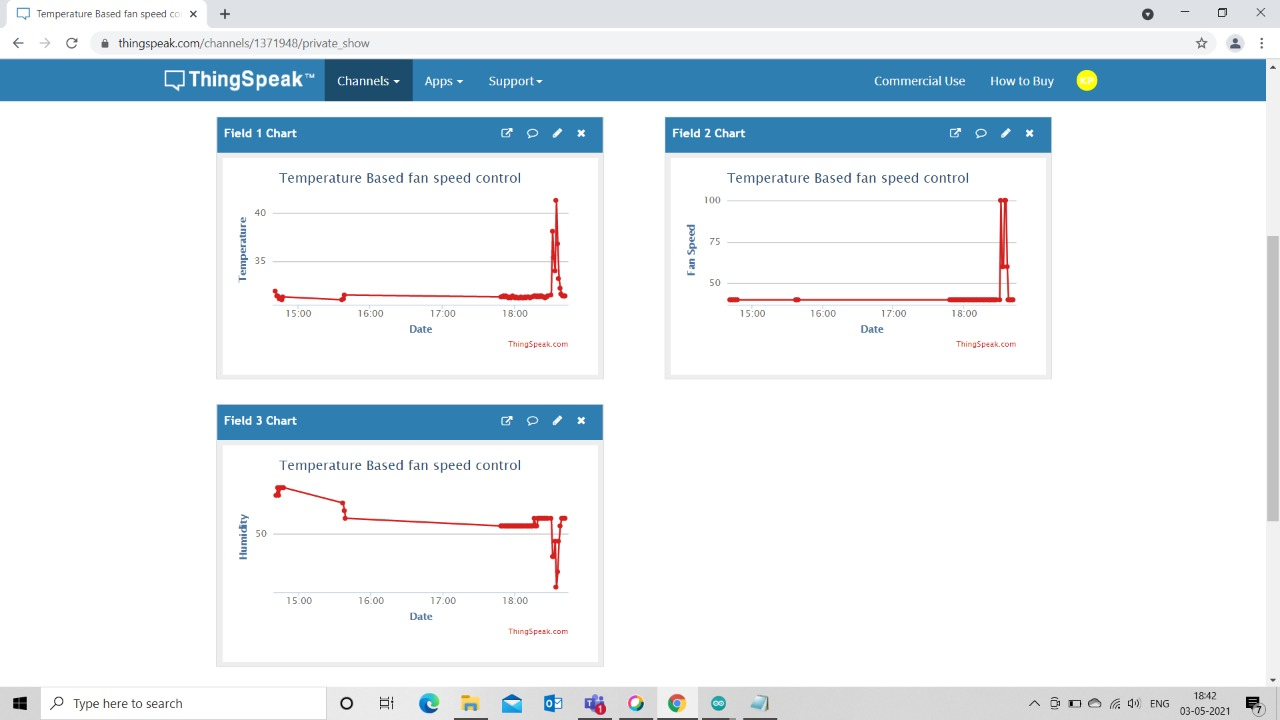 Temperature Based fan speed co
thingspeak.com/channels/1371948/private_show
ThingSpeak™ Channels Apps Support Commercial Use How to Buy KP
Field 1 Chart
Temperature Based fan speed control
Temperature
40
35
15:00 16:00 17:00 18:00
Date
ThingSpeak.com
Field 2 Chart
Temperature Based fan speed control
Fan Speed
100
75
50
15:00 16:00 17:00 18:00
Date
ThingSpeak.com
Field 3 Chart
Temperature Based fan speed control
Humidity
50
15:00 16:00 17:00 18:00
Date
ThingSpeak.com
Type here to search
1
ENG
18:42
03-05-2021
7